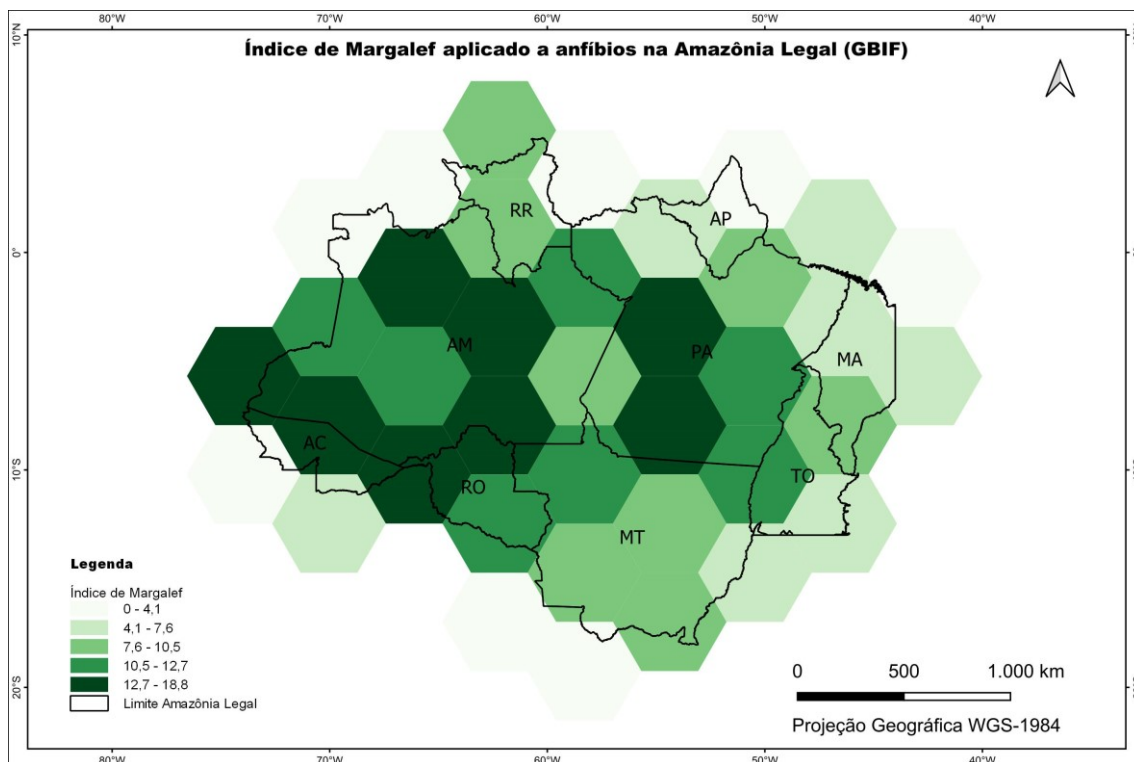 80°W 70°W 60°W 50°W 40°W
10°N
Índice de Margalef aplicado a anfíbios na Amazônia Legal (GBIF)
RR
AP
0°
AM
PA
MA
AC
10°S
RO
TO
MT
Legenda
Índice de Margalef
0 - 4,1
4,1 - 7,6
7,6 - 10,5
10,5 - 12,7
12,7 - 18,8
Limite Amazônia Legal
0 500 1.000 km
Projeção Geográfica WGS-1984
20°S
80°W 70°W 60°W 50°W 40°W